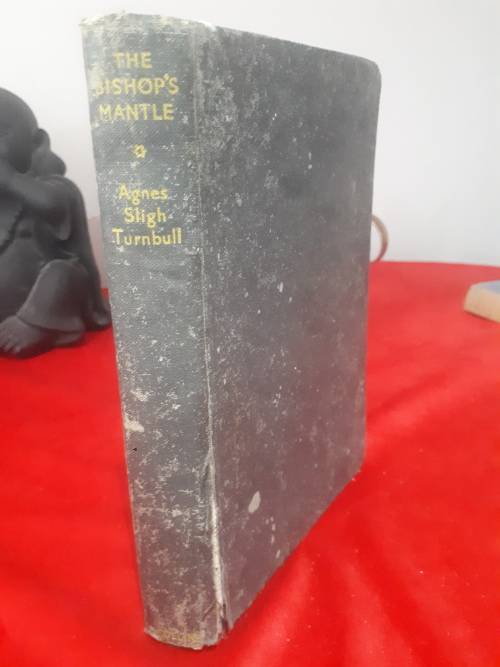 THE
BISHOP'S
MANTLE
Agnes
Sligh
Turnbull